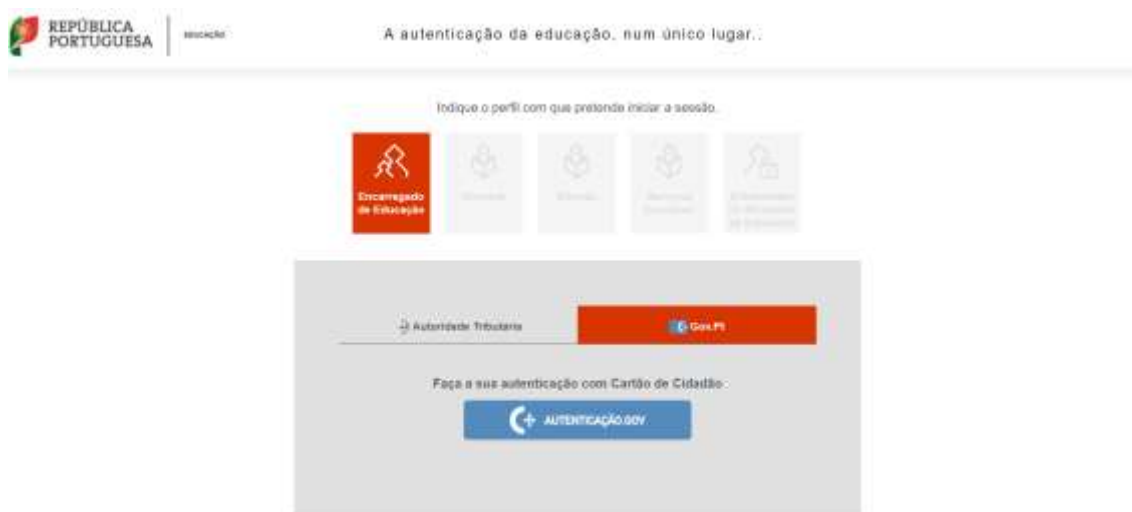 REPÚBLICA
PORTUGUESA
EDUCAÇÃO
A autenticação da educação, num único lugar..
Indique o perfil com que pretende iniciar a sessão.
Encarregado
de Educação
Autoridade Tributária
Gov.Pt
Faça a sua autenticação com Cartão de Cidadão
AUTENTICAÇÃO.GOV